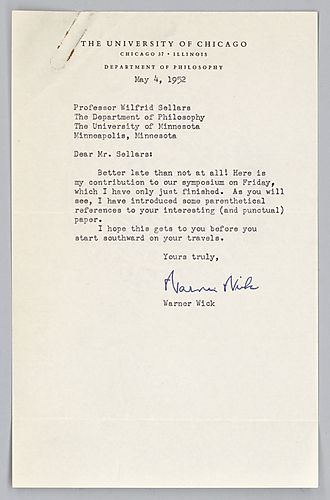 THE UNIVERSITY OF CHICAGO
CHICAGO 37 · ILLINOIS
DEPARTMENT OF PHILOSOPHY
May 4, 1952
Professor Wilfrid Sellars
The Department of Philosophy
The University of Minnesota
Minneapolis, Minnesota
Dear Mr. Sellars:
Better late than not at all! Here is
my contribution to our symposium on Friday,
which I have only just finished. As you will
see, I have introduced some parenthetical
references to your interesting (and punctual)
paper.
I hope this gets to you before you
start southward on your travels.
Yours truly,
Warner Wick
Warner Wick